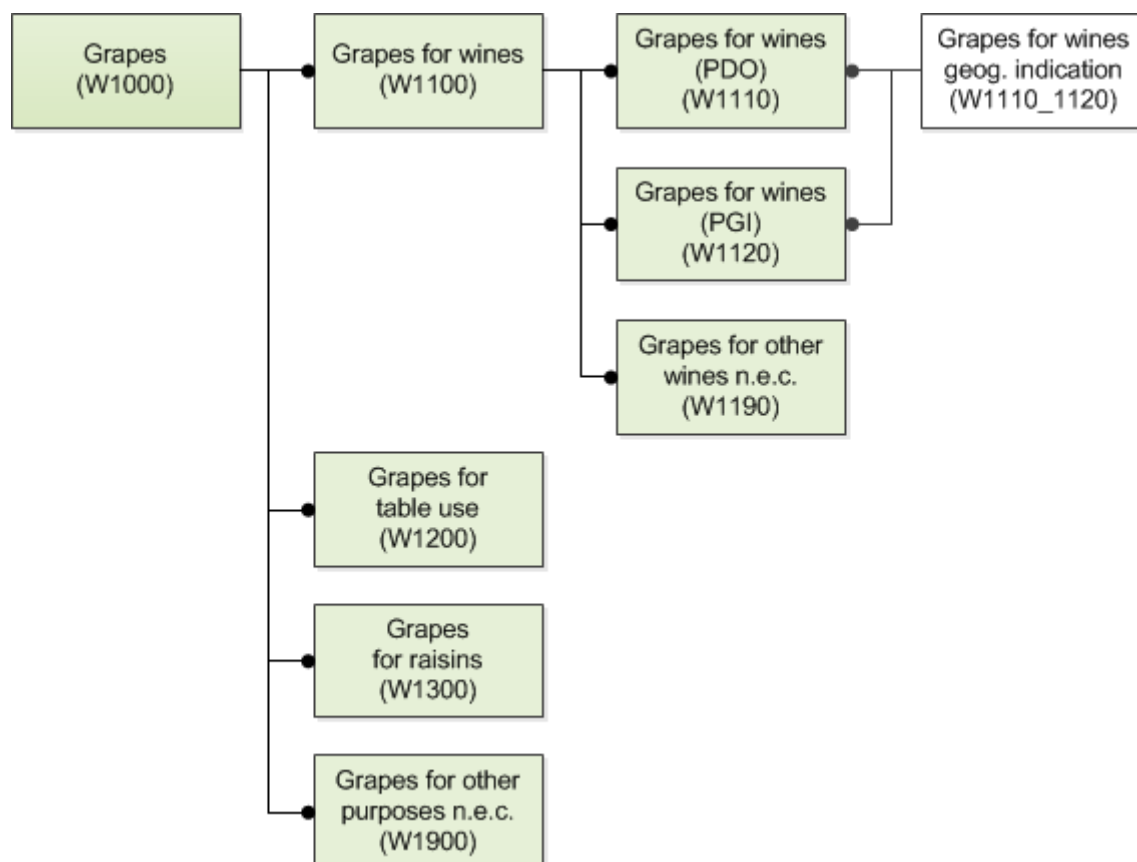 Grapes
(W1000)
Grapes for wines
(W1100)
Grapes for wines
(PDO)
(W1110)
Grapes for wines
geog. indication
(W1110_1120)
Grapes for wines
(PGI)
(W1120)
Grapes for other
wines n.e.c.
(W1190)
Grapes for
table use
(W1200)
Grapes
for raisins
(W1300)
Grapes for other
purposes n.e.c.
(W1900)